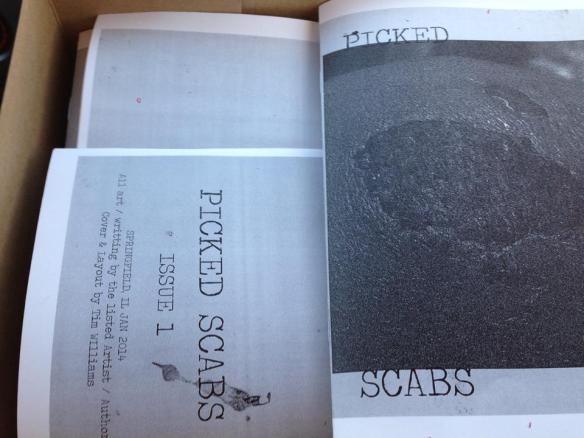 PICKED SCABS
ISSUE 1
SPRINGFIELD, IL JAN 2014
All art / writting by the listed Artist / Author
Cover & Layout by Tim Williams
PICKED
SCABS